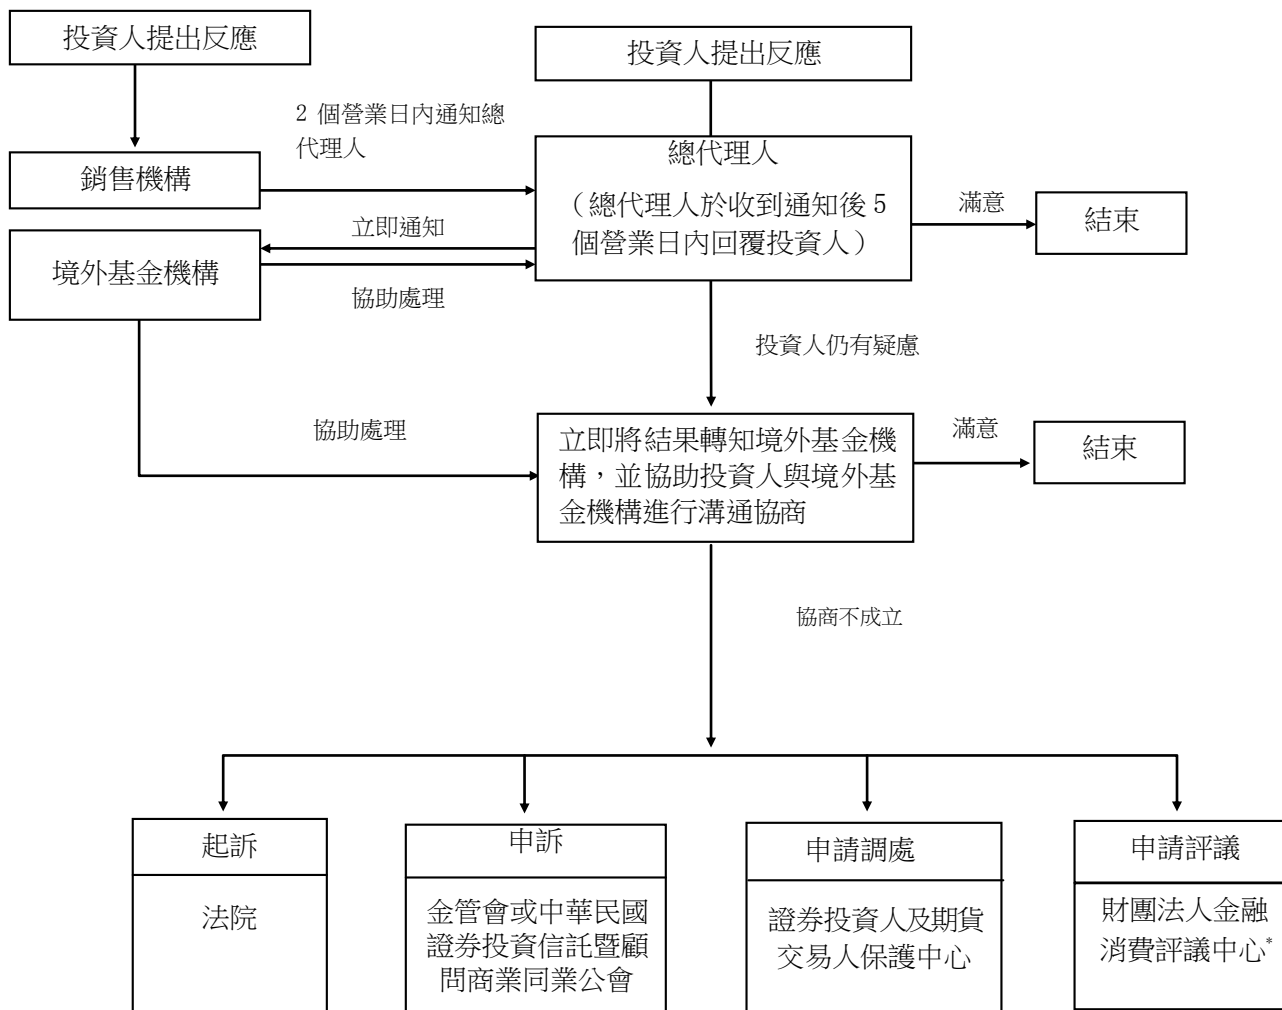 投資人提出反應
投資人提出反應
2 個營業日內通知總
代理人
銷售機構
總代理人
（總代理人於收到通知後 5
個營業日內回覆投資人）
滿意
結束
立即通知
境外基金機構
協助處理
投資人仍有疑慮
協助處理
立即將結果轉知境外基金機
構，並協助投資人與境外基
金機構進行溝通協商
滿意
結束
協商不成立
起訴
法院
申訴
金管會或中華民國
證券投資信託暨顧
問商業同業公會
申請調處
證券投資人及期貨
交易人保護中心
申請評議
財團法人金融
消費評議中心*